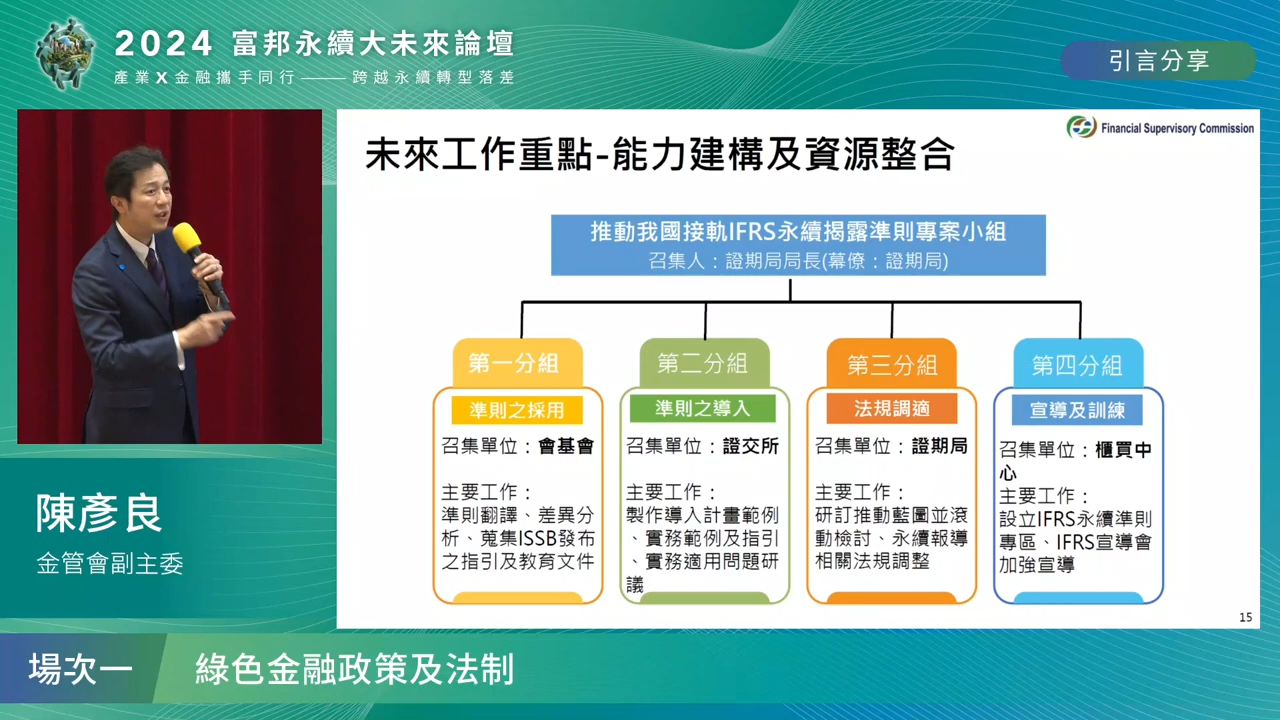 2024 富邦永續大未來論壇
產業X金融攜手同行——跨越永續轉型落差
引言分享
Financial Supervisory Commission
未來工作重點-能力建構及資源整合
推動我國接軌IFRS永續揭露準則專案小組
召集人：證期局局長(幕僚：證期局)
第一分組
準則之採用
召集單位：會基會
主要工作：
準則翻譯、差異分
析、蒐集ISSB發布
之指引及教育文件
第二分組
準則之導入
召集單位：證交所
主要工作：
製作導入計畫範例
、實務範例及指引
、實務適用問題研
議
第三分組
法規調適
召集單位：證期局
主要工作：
研訂推動藍圖並滾
動檢討、永續報導
相關法規調整
第四分組
宣導及訓練
召集單位：櫃買中
心
主要工作：
設立IFRS永續準則
專區、IFRS宣導會
加強宣導
15
陳彥良
金管會副主委
場次一
綠色金融政策及法制